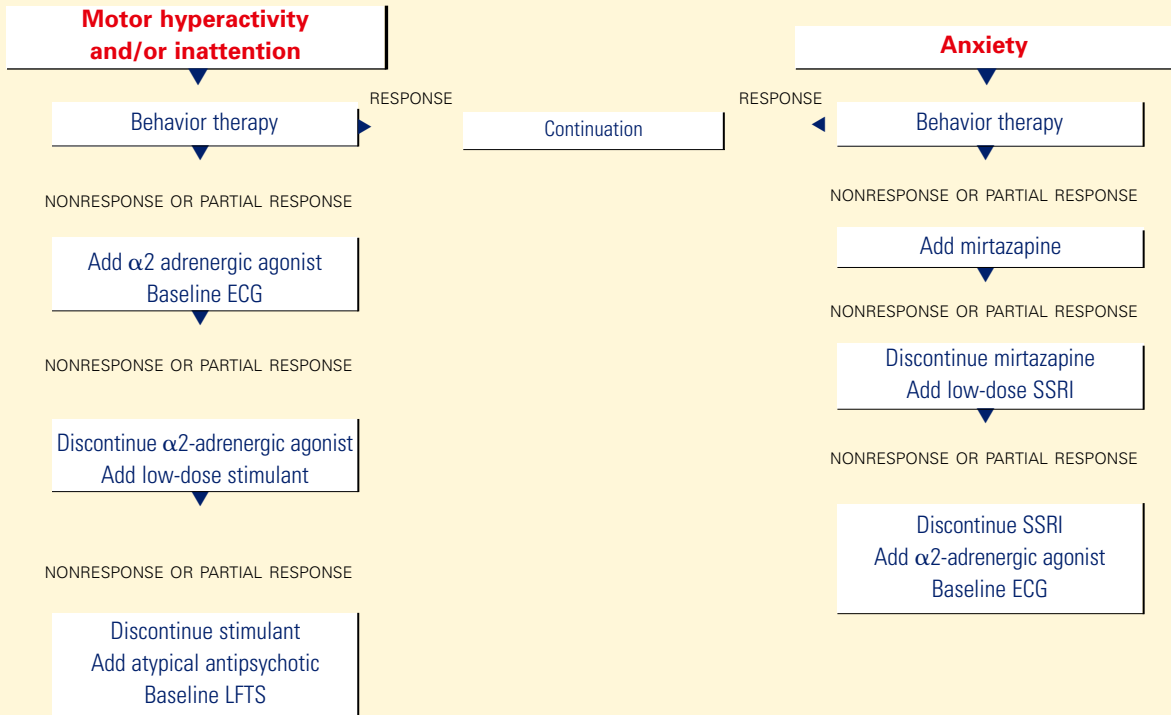 Motor hyperactivity
and/or inattention
Behavior therapy
RESPONSE
Continuation
RESPONSE
Anxiety
Behavior therapy
NONRESPONSE OR PARTIAL RESPONSE
Add α2 adrenergic agonist
Baseline ECG
NONRESPONSE OR PARTIAL RESPONSE
Discontinue α2-adrenergic agonist
Add low-dose stimulant
NONRESPONSE OR PARTIAL RESPONSE
Discontinue stimulant
Add atypical antipsychotic
Baseline LFTS
NONRESPONSE OR PARTIAL RESPONSE
Add mirtazapine
NONRESPONSE OR PARTIAL RESPONSE
Discontinue mirtazapine
Add low-dose SSRI
NONRESPONSE OR PARTIAL RESPONSE
Discontinue SSRI
Add α2-adrenergic agonist
Baseline ECG